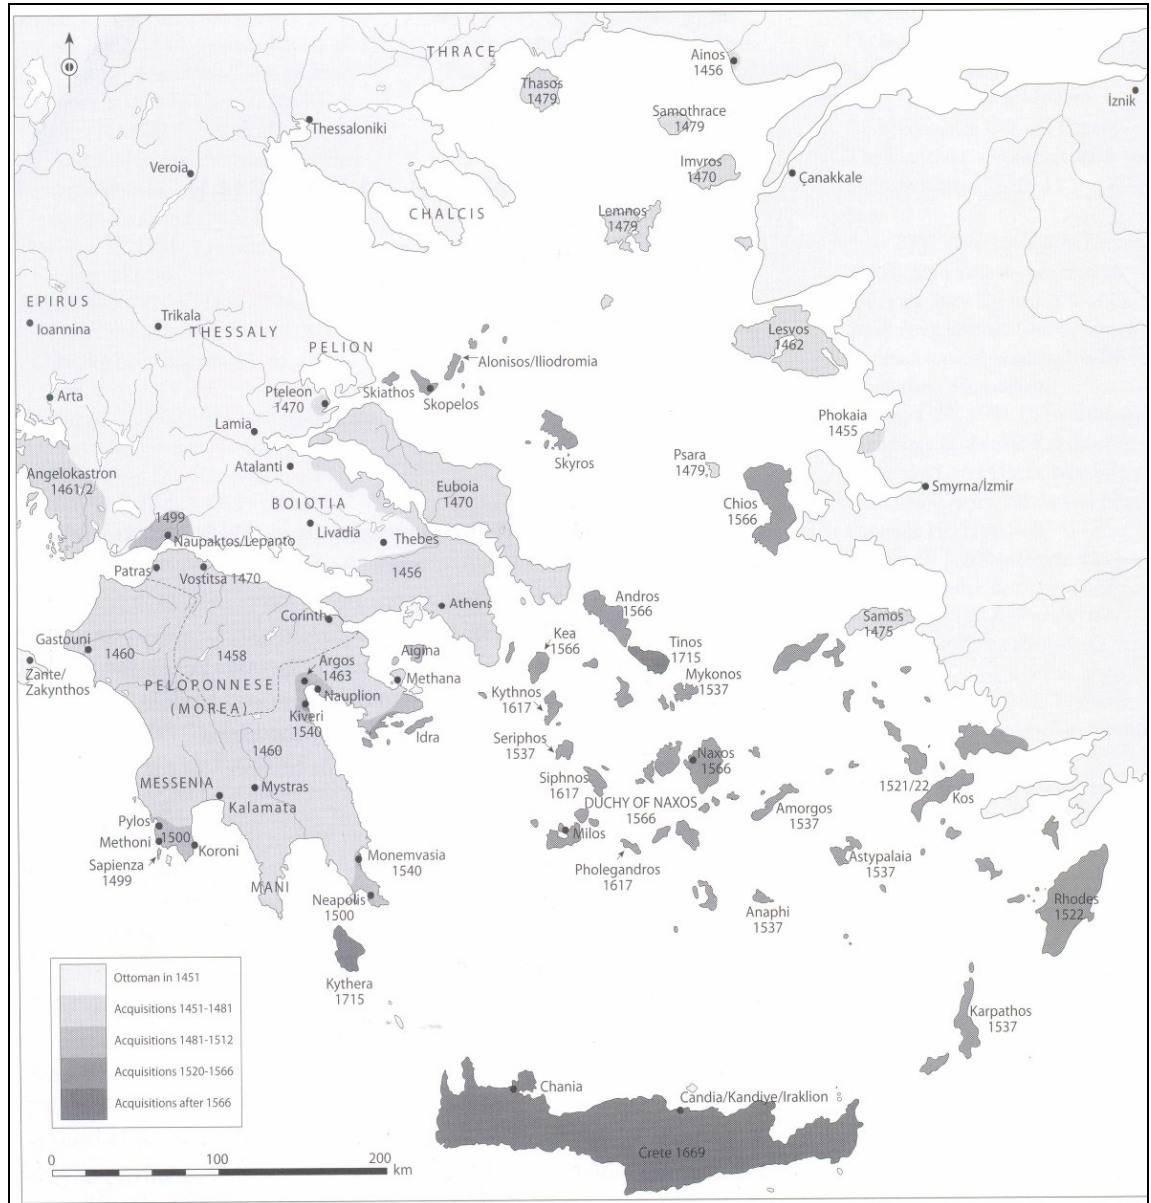 THRACE
Ainos
1456
Thasos
1479
İznik
Samothrace
1479
Thessaloniki
Imvros
1470
Veroia
Çanakkale
CHALCIS
Lemnos
1479
EPIRUS
Ioannina
Trikala
THESSALY
PELION
Lesvos
1462
Alonisos/Iliodromia
Skiathos
Skopelos
Pteleon
1470
Arta
Lamia
Phokaia
1455
Skyros
Psara
1479
Atalanti
Angelokastron
1461/2
Euboia
1470
Smyrna/İzmir
Chios
1566
BOIOTIA
Livadia
1499
Naupaktos/Lepanto
Thebes
Patras
Vostitsa 1470
1456
Athens
Andros
1566
Corinth
Samos
1475
Gastouni
1460
1458
Kea
1566
Tinos
1715
Aigina
Argos
1463
Methana
Mykonos
1537
Zante/
Zakynthos
PELOPONNESE
(MOREA)
Nauplion
Kythnos
1617
Kiveri
1540
Idra
Seriphos
1537
Naxos
1566
1460
Siphnos
1617
1521/22
Kos
MESSENIA
Mystras
Kalamata
DUCHY OF NAXOS
1566
Amorgos
1537
Pylos
Methoni
1500
Koroni
Milos
Sapienza
1499
Monemvasia
1540
Pholegandros
1617
Astypalaia
1537
MANI
Neapolis
1500
Anaphi
1537
Rhodes
1522
Kythera
1715
Karpathos
1537
Ottoman in 1451
Acquisitions 1451-1481
Acquisitions 1481-1512
Acquisitions 1520-1566
Acquisitions after 1566
Chania
Candia/Kandiye/Iraklion
Crete 1669
0 100 200 km